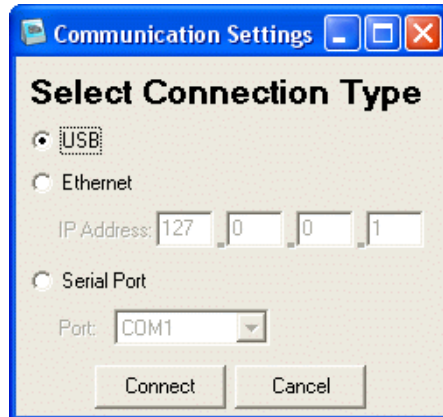 Communication Settings
Select Connection Type
USB
Ethernet
IP Address: 127 . 0 . 0 . 1
Serial Port
Port: COM1
Connect Cancel